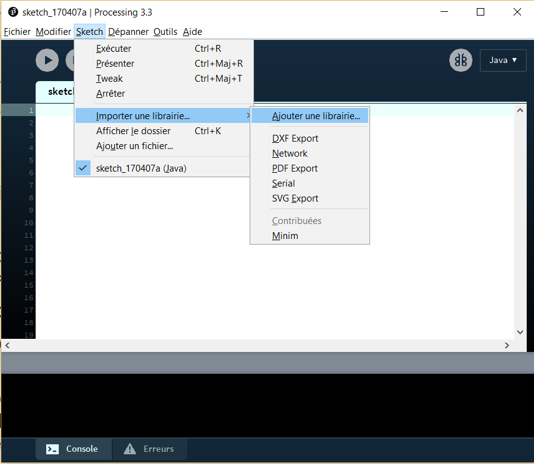 sketch_170407a | Processing 3.3
Fichier Modifier Sketch Dépanner Outils Aide
Exécuter Ctrl+R
Présenter Ctrl+Maj+R
Tweak Ctrl+Maj+T
Arrêter
Java ▾
Importer une librairie...
Ajouter une librairie...
Afficher le dossier Ctrl+K
Ajouter un fichier...
sketch_170407a (Java)
DXF Export
Network
PDF Export
Serial
SVG Export
Contribuées
Minim
1
2
3
4
5
6
7
8
9
10
11
12
13
14
15
16
17
18
19
Console Erreurs